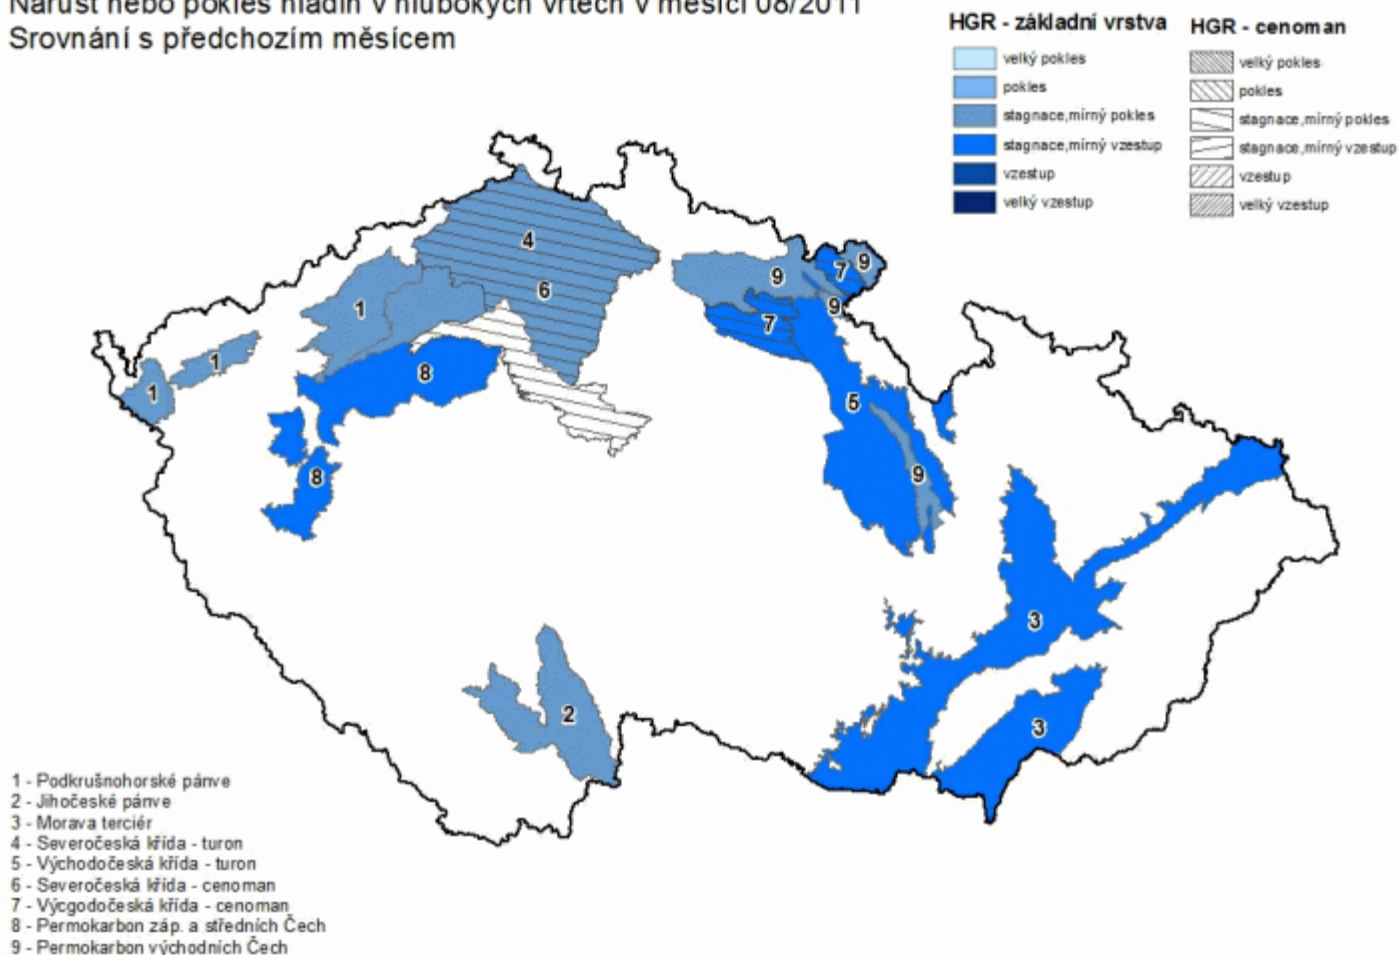 Nárůst nebo pokles hladin v hlubokých vrtech v měsíci 08/2011
Srovnání s předchozím měsícem
HGR - základní vrstva
velký pokles
pokles
stagnace,mírný pokles
stagnace,mírný vzestup
vzestup
velký vzestup
HGR - cenoman
velký pokles
pokles
stagnace,mírný pokles
stagnace,mírný vzestup
vzestup
velký vzestup
4
6
1
1
1
8
8
9
7
9
9
7
5
9
3
3
2
1 - Podkrušnohorské pánve
2 - Jihočeské pánve
3 - Morava terciér
4 - Severočeská křída - turon
5 - Východočeská křída - turon
6 - Severočeská křída - cenoman
7 - Výcgodočeská křída - cenoman
8 - Permokarbon záp. a středních Čech
9 - Permokarbon východních Čech